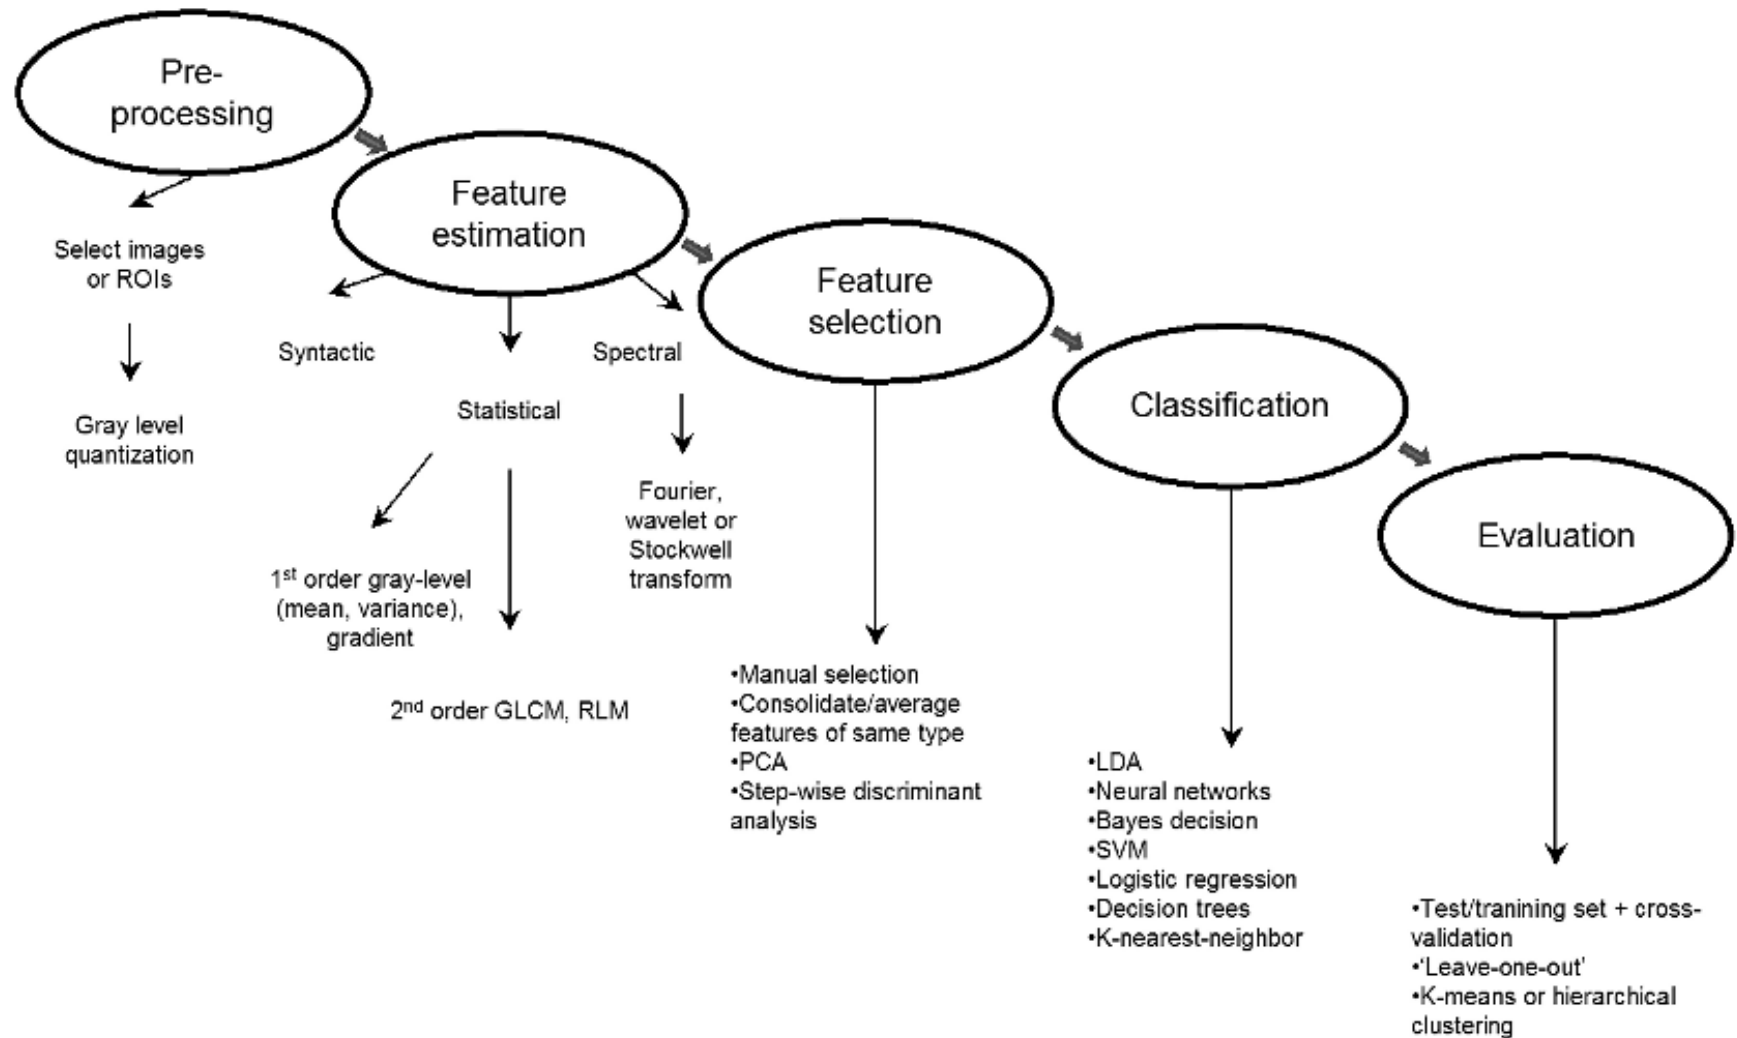 Pre-
processing
Select images
or ROIs
Gray level
quantization
Feature
estimation
Syntactic
Statistical
Spectral
1st order gray-level
(mean, variance),
gradient
2nd order GLCM, RLM
Fourier,
wavelet or
Stockwell
transform
Feature
selection
•Manual selection
•Consolidate/average
features of same type
•PCA
•Step-wise discriminant
analysis
Classification
•LDA
•Neural networks
•Bayes decision
•SVM
•Logistic regression
•Decision trees
•K-nearest-neighbor
Evaluation
•Test/tranining set + cross-
validation
•‘Leave-one-out’
•K-means or hierarchical
clustering